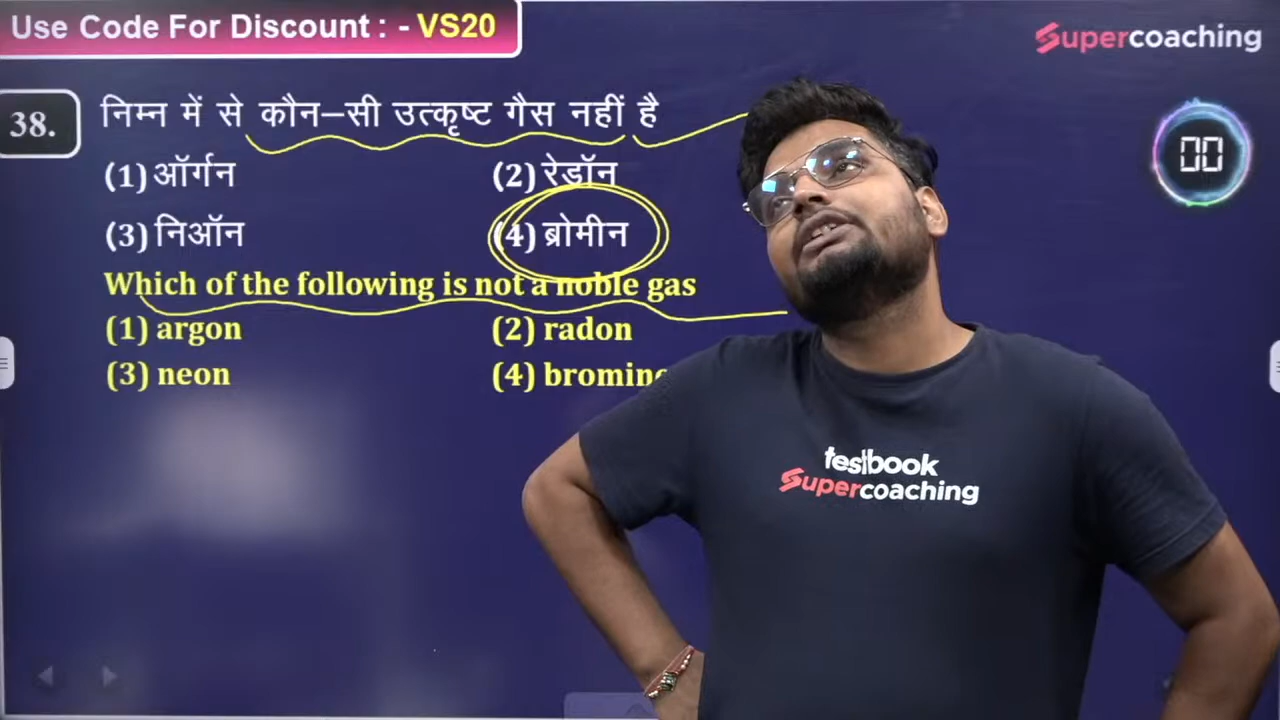 Use Code For Discount : - VS20
Supercoaching
38. निम्न में से कौन–सी उत्कृष्ट गैस नहीं है
(1) ऑर्गन (2) रेडॉन
(3) निऑन (4) ब्रोमीन
Which of the following is not a noble gas
(1) argon (2) radon
(3) neon (4) bromine
00
testbook
Supercoaching